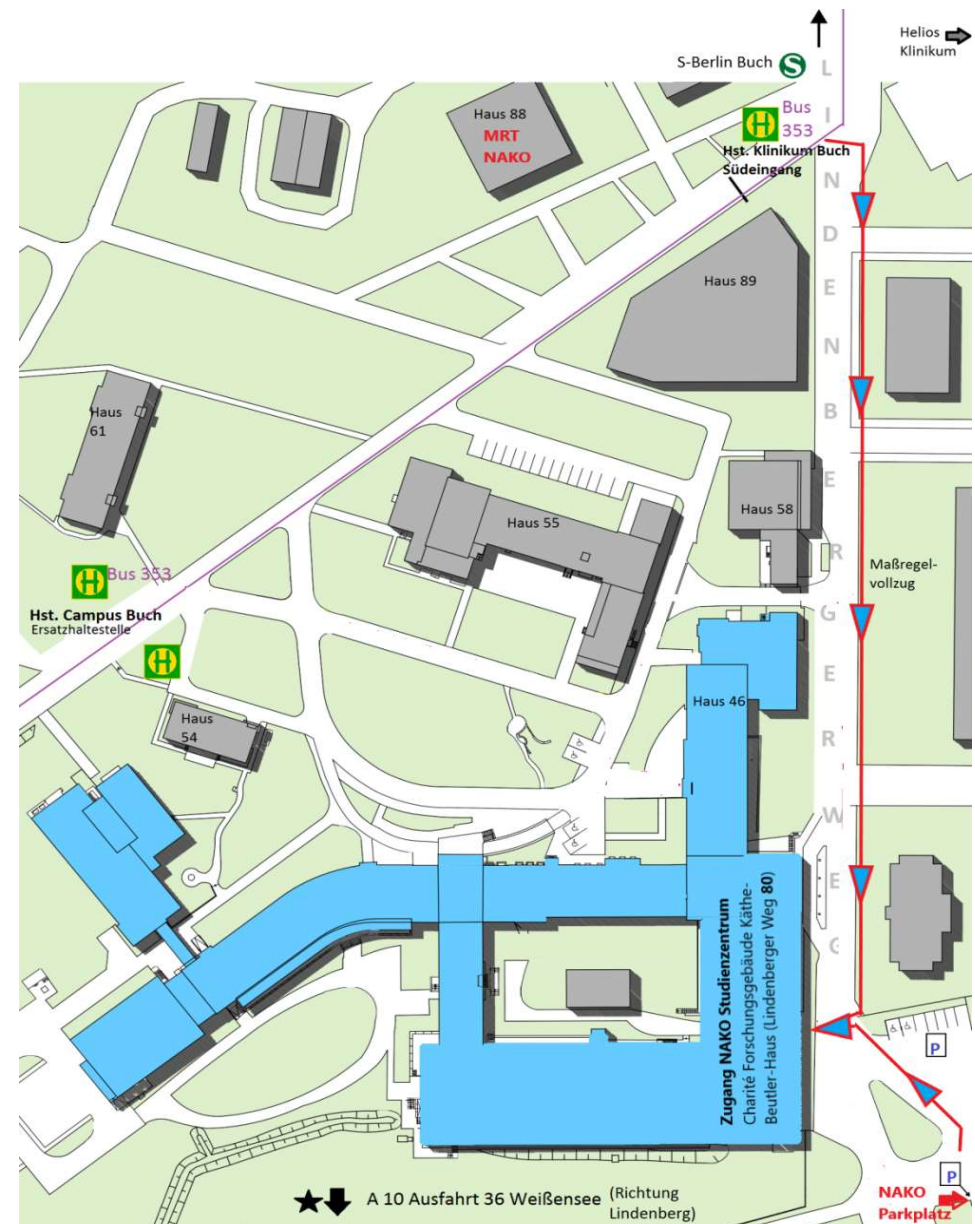 Helios
Klinikum
S-Berlin Buch S
H Bus
353
Hst. Klinikum Buch
Südeingang
Haus 88
MRT
NAKO
LINDENBERGER WEG
Haus 89
Haus
61
Haus 55
Haus 58
Maßregel-
vollzug
H Bus 353
Hst. Campus Buch
Ersatzhaltestelle
H
Haus
54
Haus 46
I
Zugang NAKO Studienzentrum
Charité Forschungsgebäude Käthe-
Beutler-Haus (Lindenberger Weg 80)
P
P
NAKO
Parkplatz
A 10 Ausfahrt 36 Weißensee (Richtung
Lindenberg)